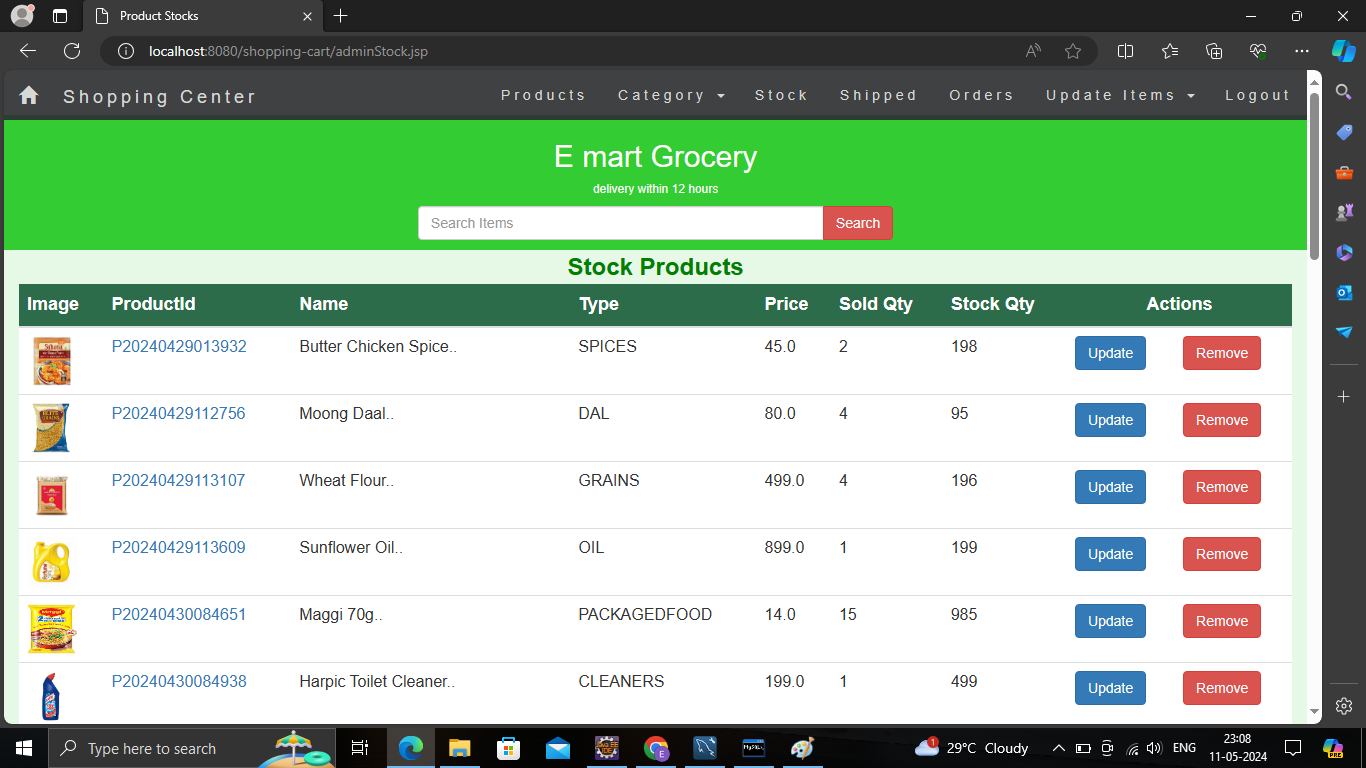 Product Stocks
localhost:8080/shopping-cart/adminStock.jsp
Shopping Center Products Category Stock Shipped Orders Update Items Logout
E mart Grocery
delivery within 12 hours
Search Items Search
Stock Products
Image ProductId Name Type Price Sold Qty Stock Qty Actions
P20240429013932 Butter Chicken Spice.. SPICES 45.0 2 198 Update Remove
P20240429112756 Moong Daal.. DAL 80.0 4 95 Update Remove
P20240429113107 Wheat Flour.. GRAINS 499.0 4 196 Update Remove
P20240429113609 Sunflower Oil.. OIL 899.0 1 199 Update Remove
Maggi
P20240430084651 Maggi 70g.. PACKAGEDFOOD 14.0 15 985 Update Remove
P20240430084938 Harpic Toilet Cleaner.. CLEANERS 199.0 1 499 Update Remove
Type here to search 1 29°C Cloudy ENG 23:08
11-05-2024